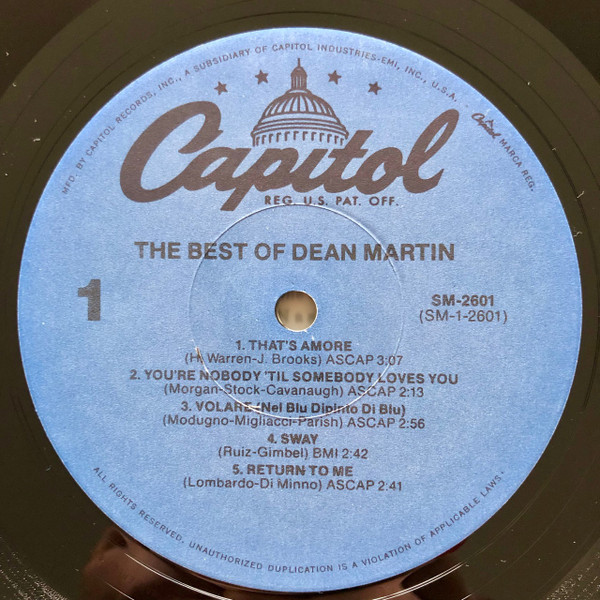 MFD. BY CAPITOL RECORDS, INC., A SUBSIDIARY OF CAPITOL INDUSTRIES-EMI, INC., U.S.A. - Capitol MARCA REG.
Capitol
REG. U.S. PAT. OFF.
THE BEST OF DEAN MARTIN
1
SM-2601
(SM-1-2601)
1. THAT'S AMORE
(H. Warren-J. Brooks) ASCAP 3:07
2. YOU'RE NOBODY 'TIL SOMEBODY LOVES YOU
(Morgan-Stock-Cavanaugh) ASCAP 2:13
3. VOLARE (Nel Blu Dipinto Di Blu)
(Modugno-Migliacci-Parish) ASCAP 2:56
4. SWAY
(Ruiz-Gimbel) BMI 2:42
5. RETURN TO ME
(Lombardo-Di Minno) ASCAP 2:41
ALL RIGHTS RESERVED, UNAUTHORIZED DUPLICATION IS A VIOLATION OF APPLICABLE LAWS •